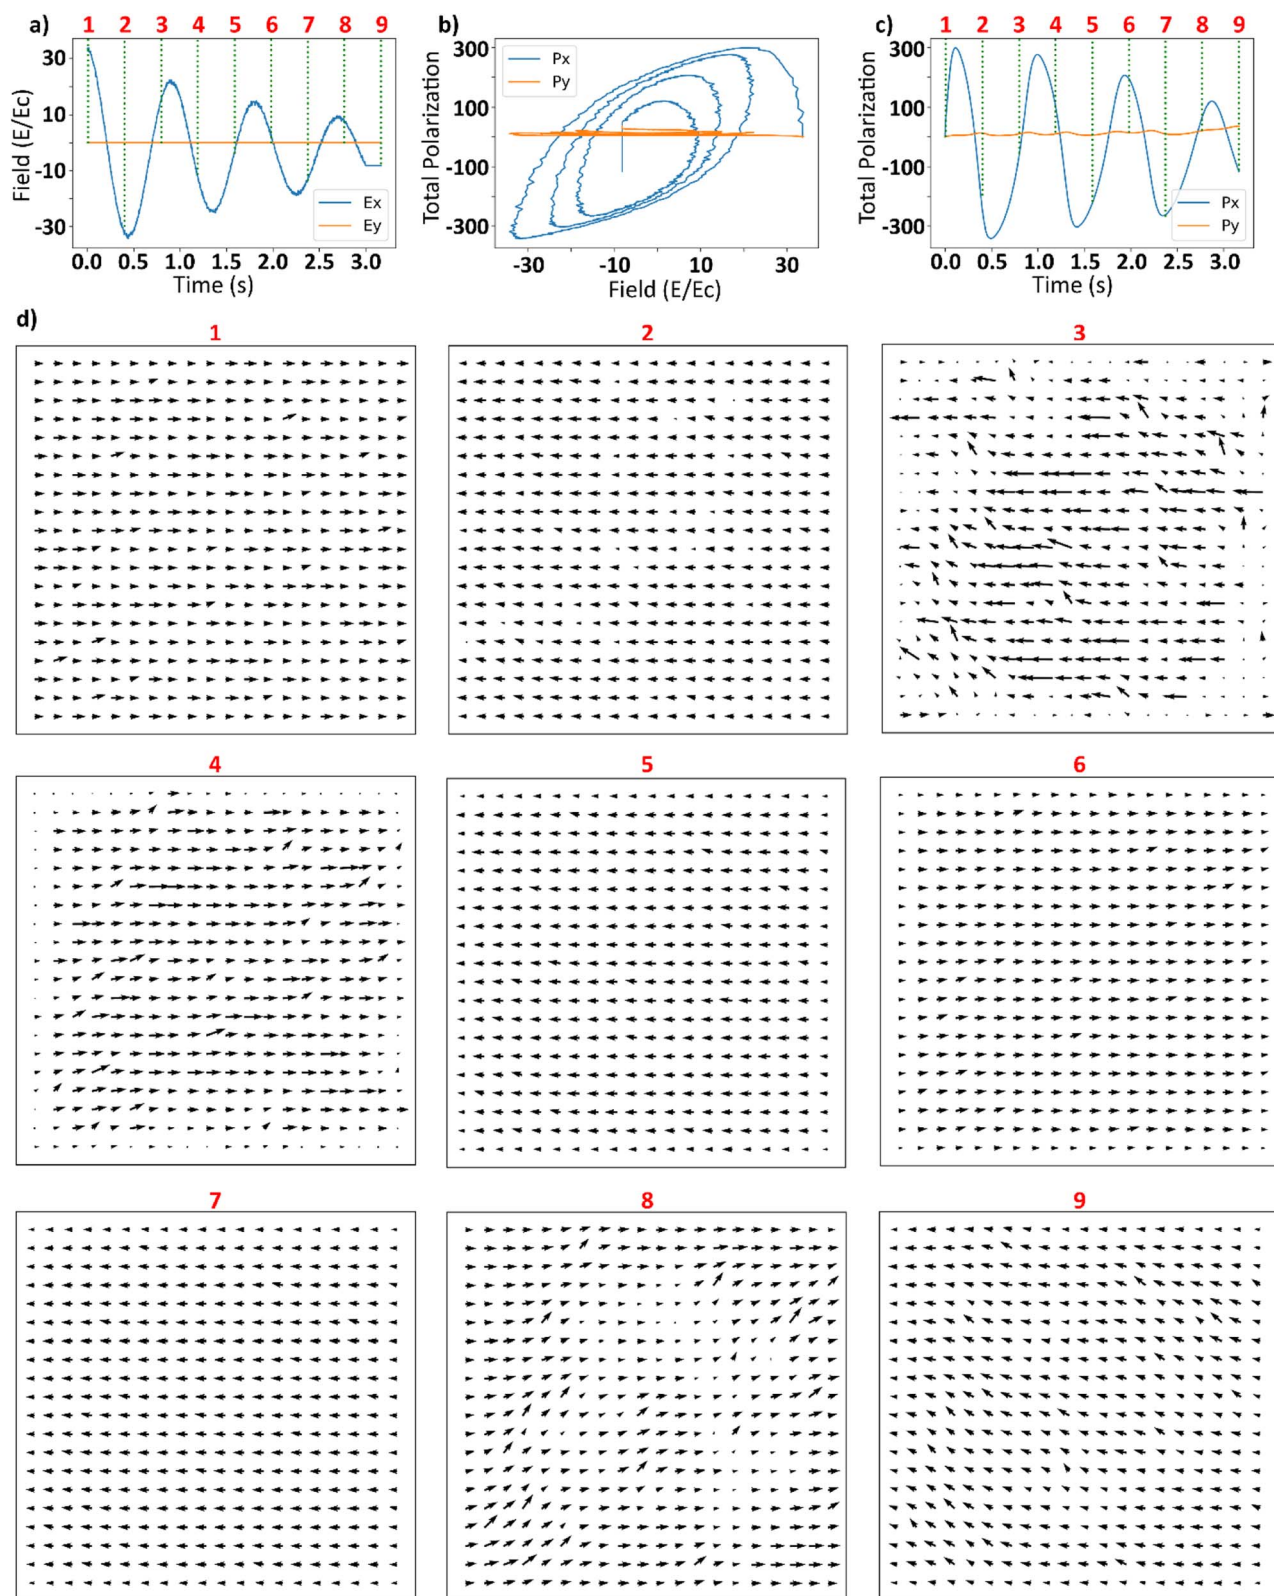 a) 1 2 3 4 5 6 7 8 9
30
10
-10
-30
Field (E/Ec)
Ex
Ey
0.0 0.5 1.0 1.5 2.0 2.5 3.0
Time (s)
b)
300
100
-100
-300
Total Polarization
Px
Py
-30 -10 10 30
Field (E/Ec)
c) 1 2 3 4 5 6 7 8 9
300
100
-100
-300
Total Polarization
Px
Py
0.0 0.5 1.0 1.5 2.0 2.5 3.0
Time (s)
d)
1 2 3
4 5 6
7 8 9